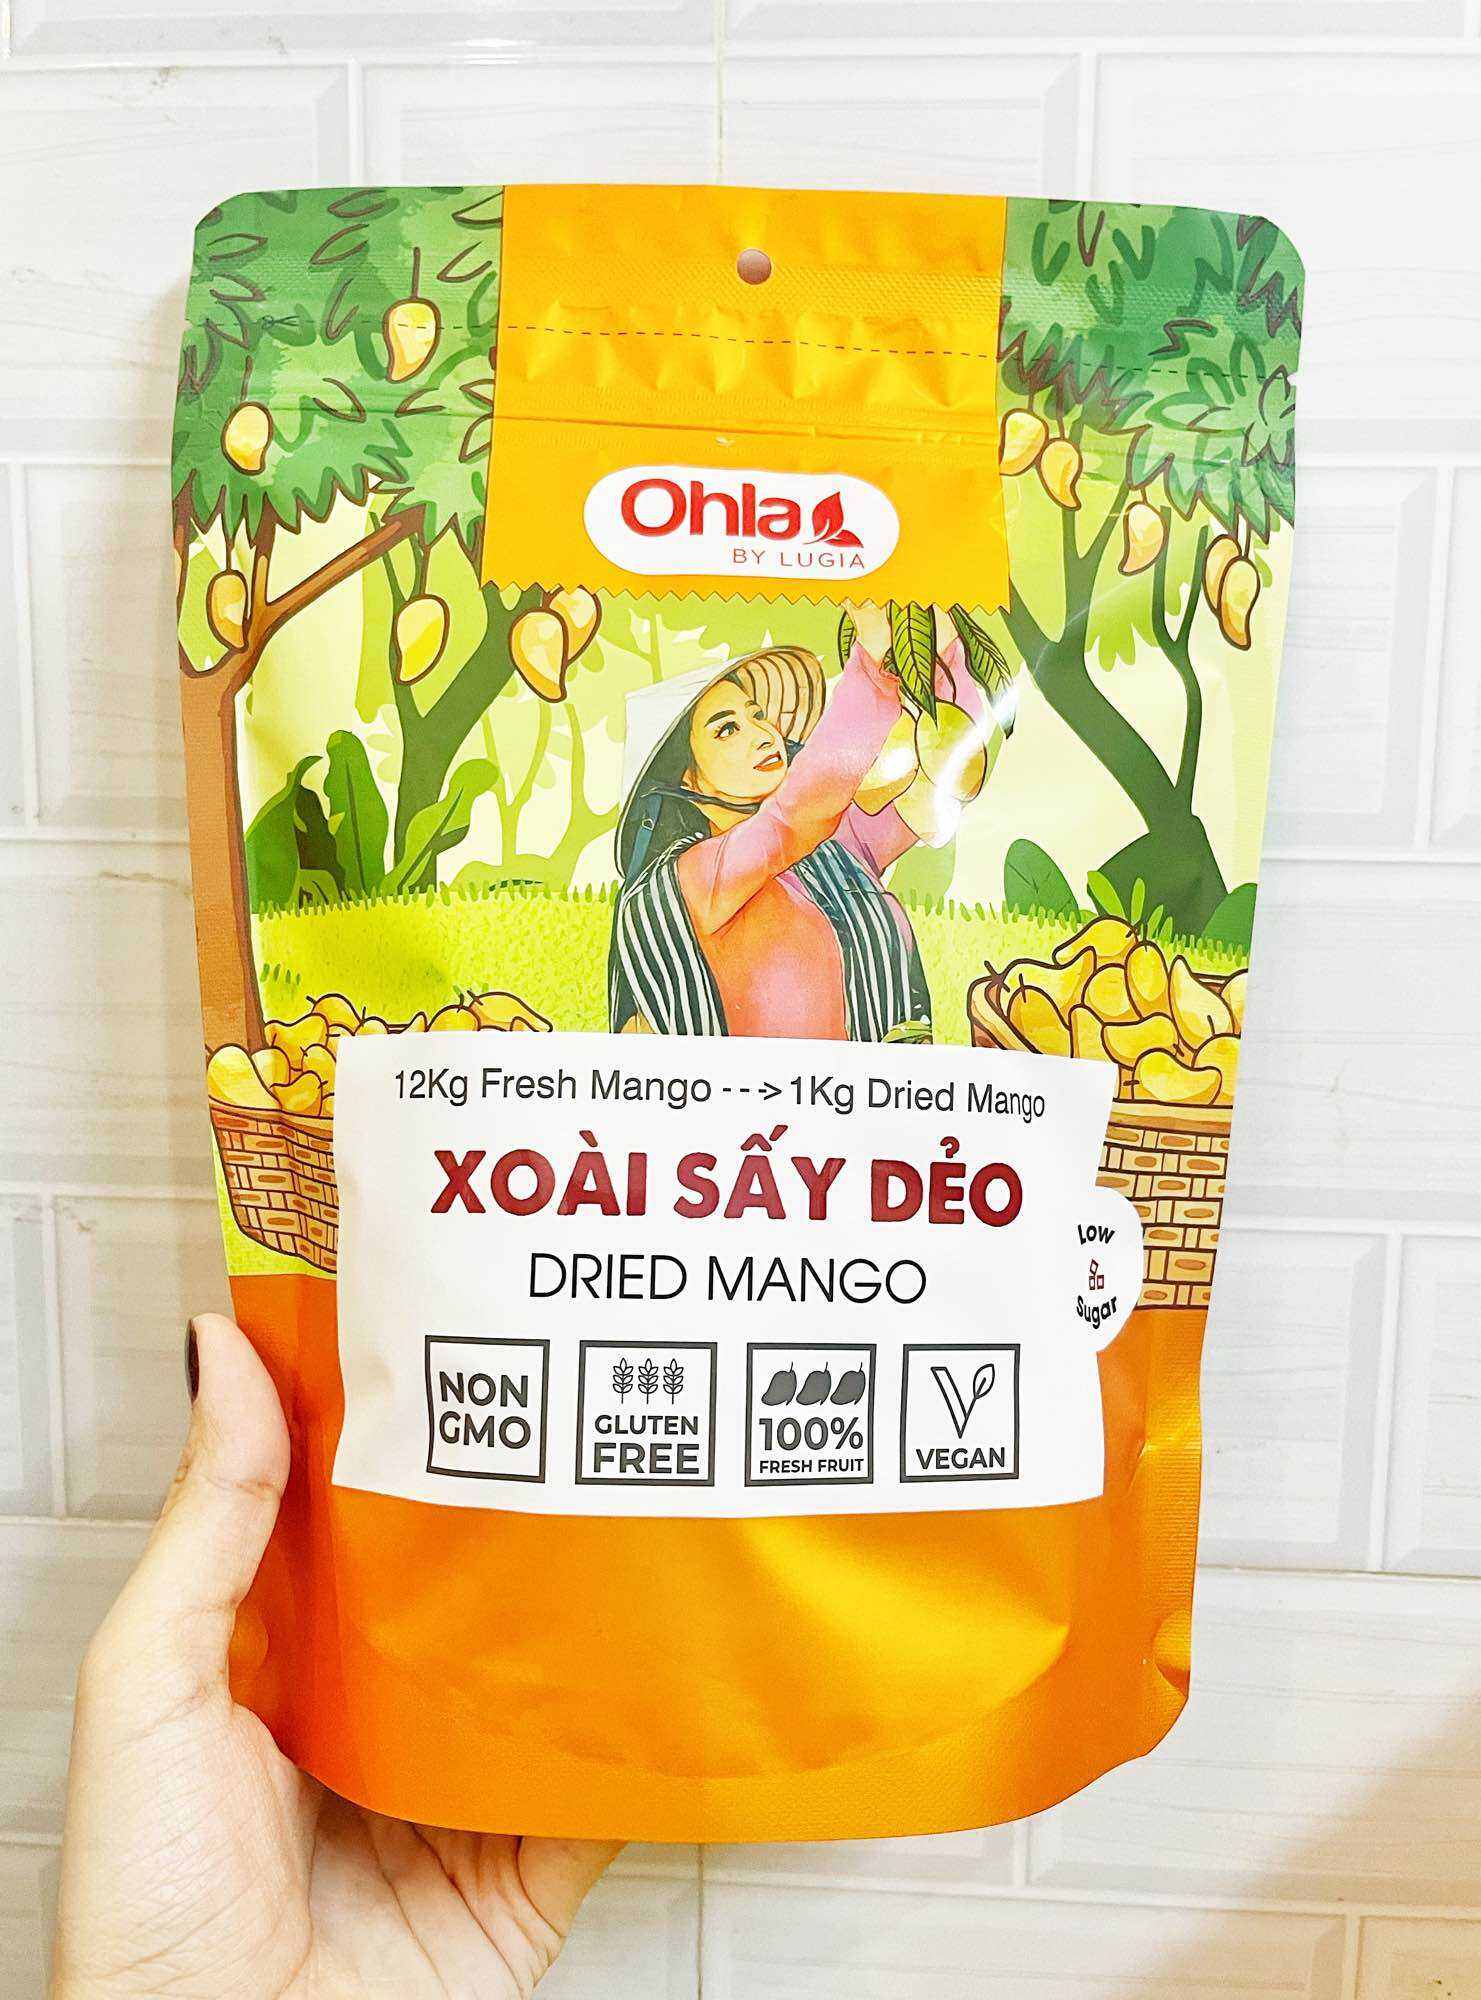 Ohla
BY LUGIA
12Kg Fresh Mango - - -> 1Kg Dried Mango
XOÀI SẤY DẺO
DRIED MANGO
Low
Sugar
NON
GMO
GLUTEN
FREE
100%
FRESH FRUIT
VEGAN